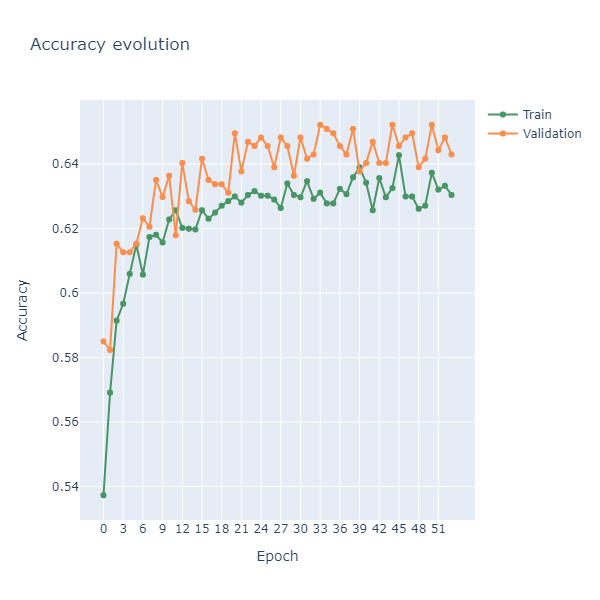 Accuracy evolution
Train
Validation
0.64
0.62
0.6
0.58
0.56
0.54
Accuracy
0 3 6 9 12 15 18 21 24 27 30 33 36 39 42 45 48 51
Epoch